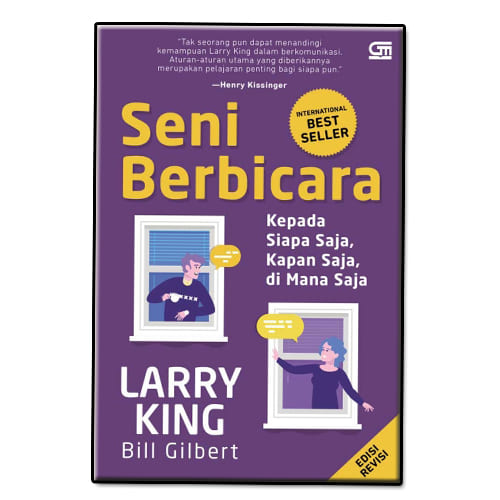 "Tak seorang pun dapat menandingi
kemampuan Larry King dalam berkomunikasi.
Aturan-aturan utama yang diberikannya
merupakan pelajaran penting bagi siapa pun."
—Henry Kissinger
GM
INTERNATIONAL
BEST
SELLER
Seni
Berbicara
Kepada
Siapa Saja,
Kapan Saja,
di Mana Saja
LARRY
KING
Bill Gilbert
EDISI
REVISI